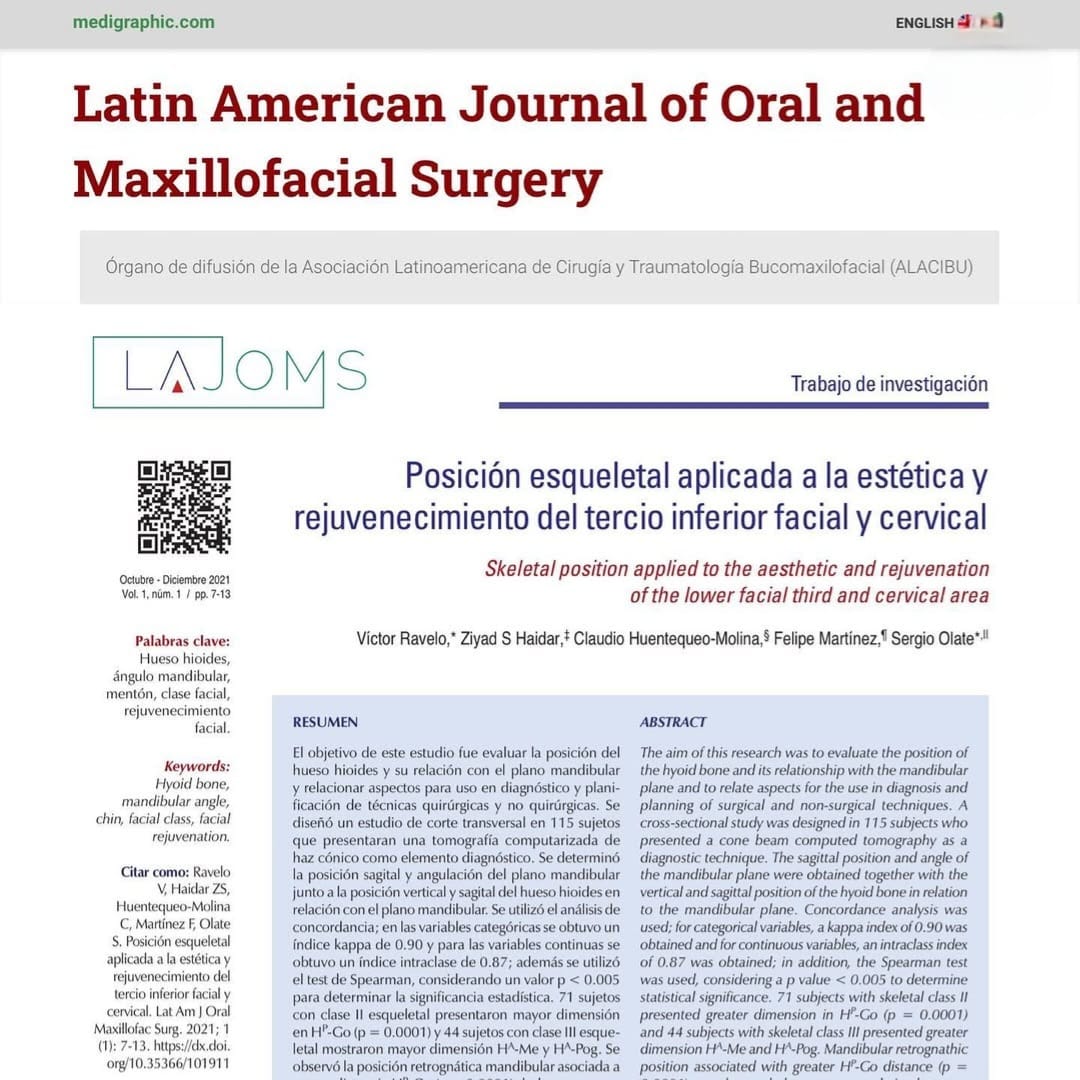 medigraphic.com
ENGLISH
Latin American Journal of Oral and
Maxillofacial Surgery
Órgano de difusión de la Asociación Latinoamericana de Cirugía y Traumatología Bucomaxilofacial (ALACIBU)
LAJOMS
Trabajo de investigación
Posición esqueletal aplicada a la estética y
rejuvenecimiento del tercio inferior facial y cervical
Skeletal position applied to the aesthetic and rejuvenation
of the lower facial third and cervical area
Víctor Ravelo,* Ziyad S Haidar,‡ Claudio Huentequeo-Molina,§ Felipe Martínez,¶ Sergio Olate*,||
Octubre - Diciembre 2021
Vol. 1, núm. 1 / pp. 7-13
Palabras clave:
Hueso hioides,
ángulo mandibular,
mentón, clase facial,
rejuvenecimiento
facial.
Keywords:
Hyoid bone,
mandibular angle,
chin, facial class, facial
rejuvenation.
Citar como: Ravelo
V, Haidar ZS,
Huentequeo-Molina
C, Martínez F, Olate
S. Posición esqueletal
aplicada a la estética y
rejuvenecimiento del
tercio inferior facial y
cervical. Lat Am J Oral
Maxillofac Surg. 2021; 1
(1): 7-13. https://dx.doi.
org/10.35366/101911
RESUMEN
El objetivo de este estudio fue evaluar la posición del
hueso hioides y su relación con el plano mandibular
y relacionar aspectos para uso en diagnóstico y plani-
ficación de técnicas quirúrgicas y no quirúrgicas. Se
diseñó un estudio de corte transversal en 115 sujetos
que presentaran una tomografía computarizada de
haz cónico como elemento diagnóstico. Se determinó
la posición sagital y angulación del plano mandibular
junto a la posición vertical y sagital del hueso hioides en
relación con el plano mandibular. Se utilizó el análisis de
concordancia; en las variables categóricas se obtuvo un
índice kappa de 0.90 y para las variables continuas se
obtuvo un índice intraclase de 0.87; además se utilizó
el test de Spearman, considerando un valor p < 0.005
para determinar la significancia estadística. 71 sujetos
con clase II esqueletal presentaron mayor dimensión
en Hᴾ-Go (p = 0.0001) y 44 sujetos con clase III esque-
letal mostraron mayor dimensión Hᴬ-Me y Hᴬ-Pog. Se
observó la posición retrognática mandibular asociada a
ABSTRACT
The aim of this research was to evaluate the position of
the hyoid bone and its relationship with the mandibular
plane and to relate aspects for the use in diagnosis and
planning of surgical and non-surgical techniques. A
cross-sectional study was designed in 115 subjects who
presented a cone beam computed tomography as a
diagnostic technique. The sagittal position and angle of
the mandibular plane were obtained together with the
vertical and sagittal position of the hyoid bone in relation
to the mandibular plane. Concordance analysis was
used; for categorical variables, a kappa index of 0.90 was
obtained and for continuous variables, an intraclass index
of 0.87 was obtained; in addition, the Spearman test
was used, considering a p value < 0.005 to determine
statistical significance. 71 subjects with skeletal class II
presented greater dimension in Hᴾ-Go (p = 0.0001)
and 44 subjects with skeletal class III presented greater
dimension Hᴬ-Me and Hᴬ-Pog. Mandibular retrognathic
position associated with greater Hᴾ-Go distance (p =